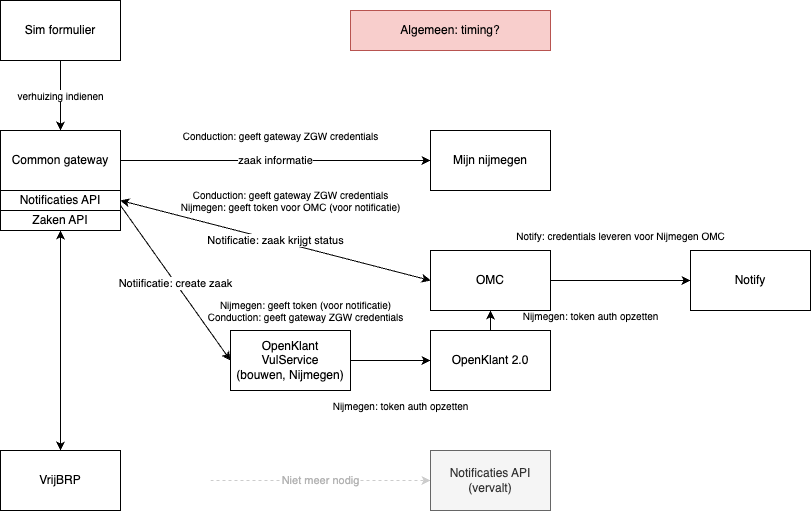 Sim formulier
Algemeen: timing?
verhuizing indienen
Conduction: geeft gateway ZGW credentials
Common gateway
zaak informatie
Mijn nijmegen
Notificaties API
Zaken API
Conduction: geeft gateway ZGW credentials
Nijmegen: geeft token voor OMC (voor notificatie)
Notificatie: zaak krijgt status
Notify: credentials leveren voor Nijmegen OMC
OMC
Notify
Notiificatie: create zaak
Nijmegen: geeft token (voor notificatie)
Conduction: geeft gateway ZGW credentials
Nijmegen: token auth opzetten
OpenKlant
VulService
(bouwen, Nijmegen)
OpenKlant 2.0
Nijmegen: token auth opzetten
VrijBRP
Niet meer nodig
Notificaties API
(vervalt)